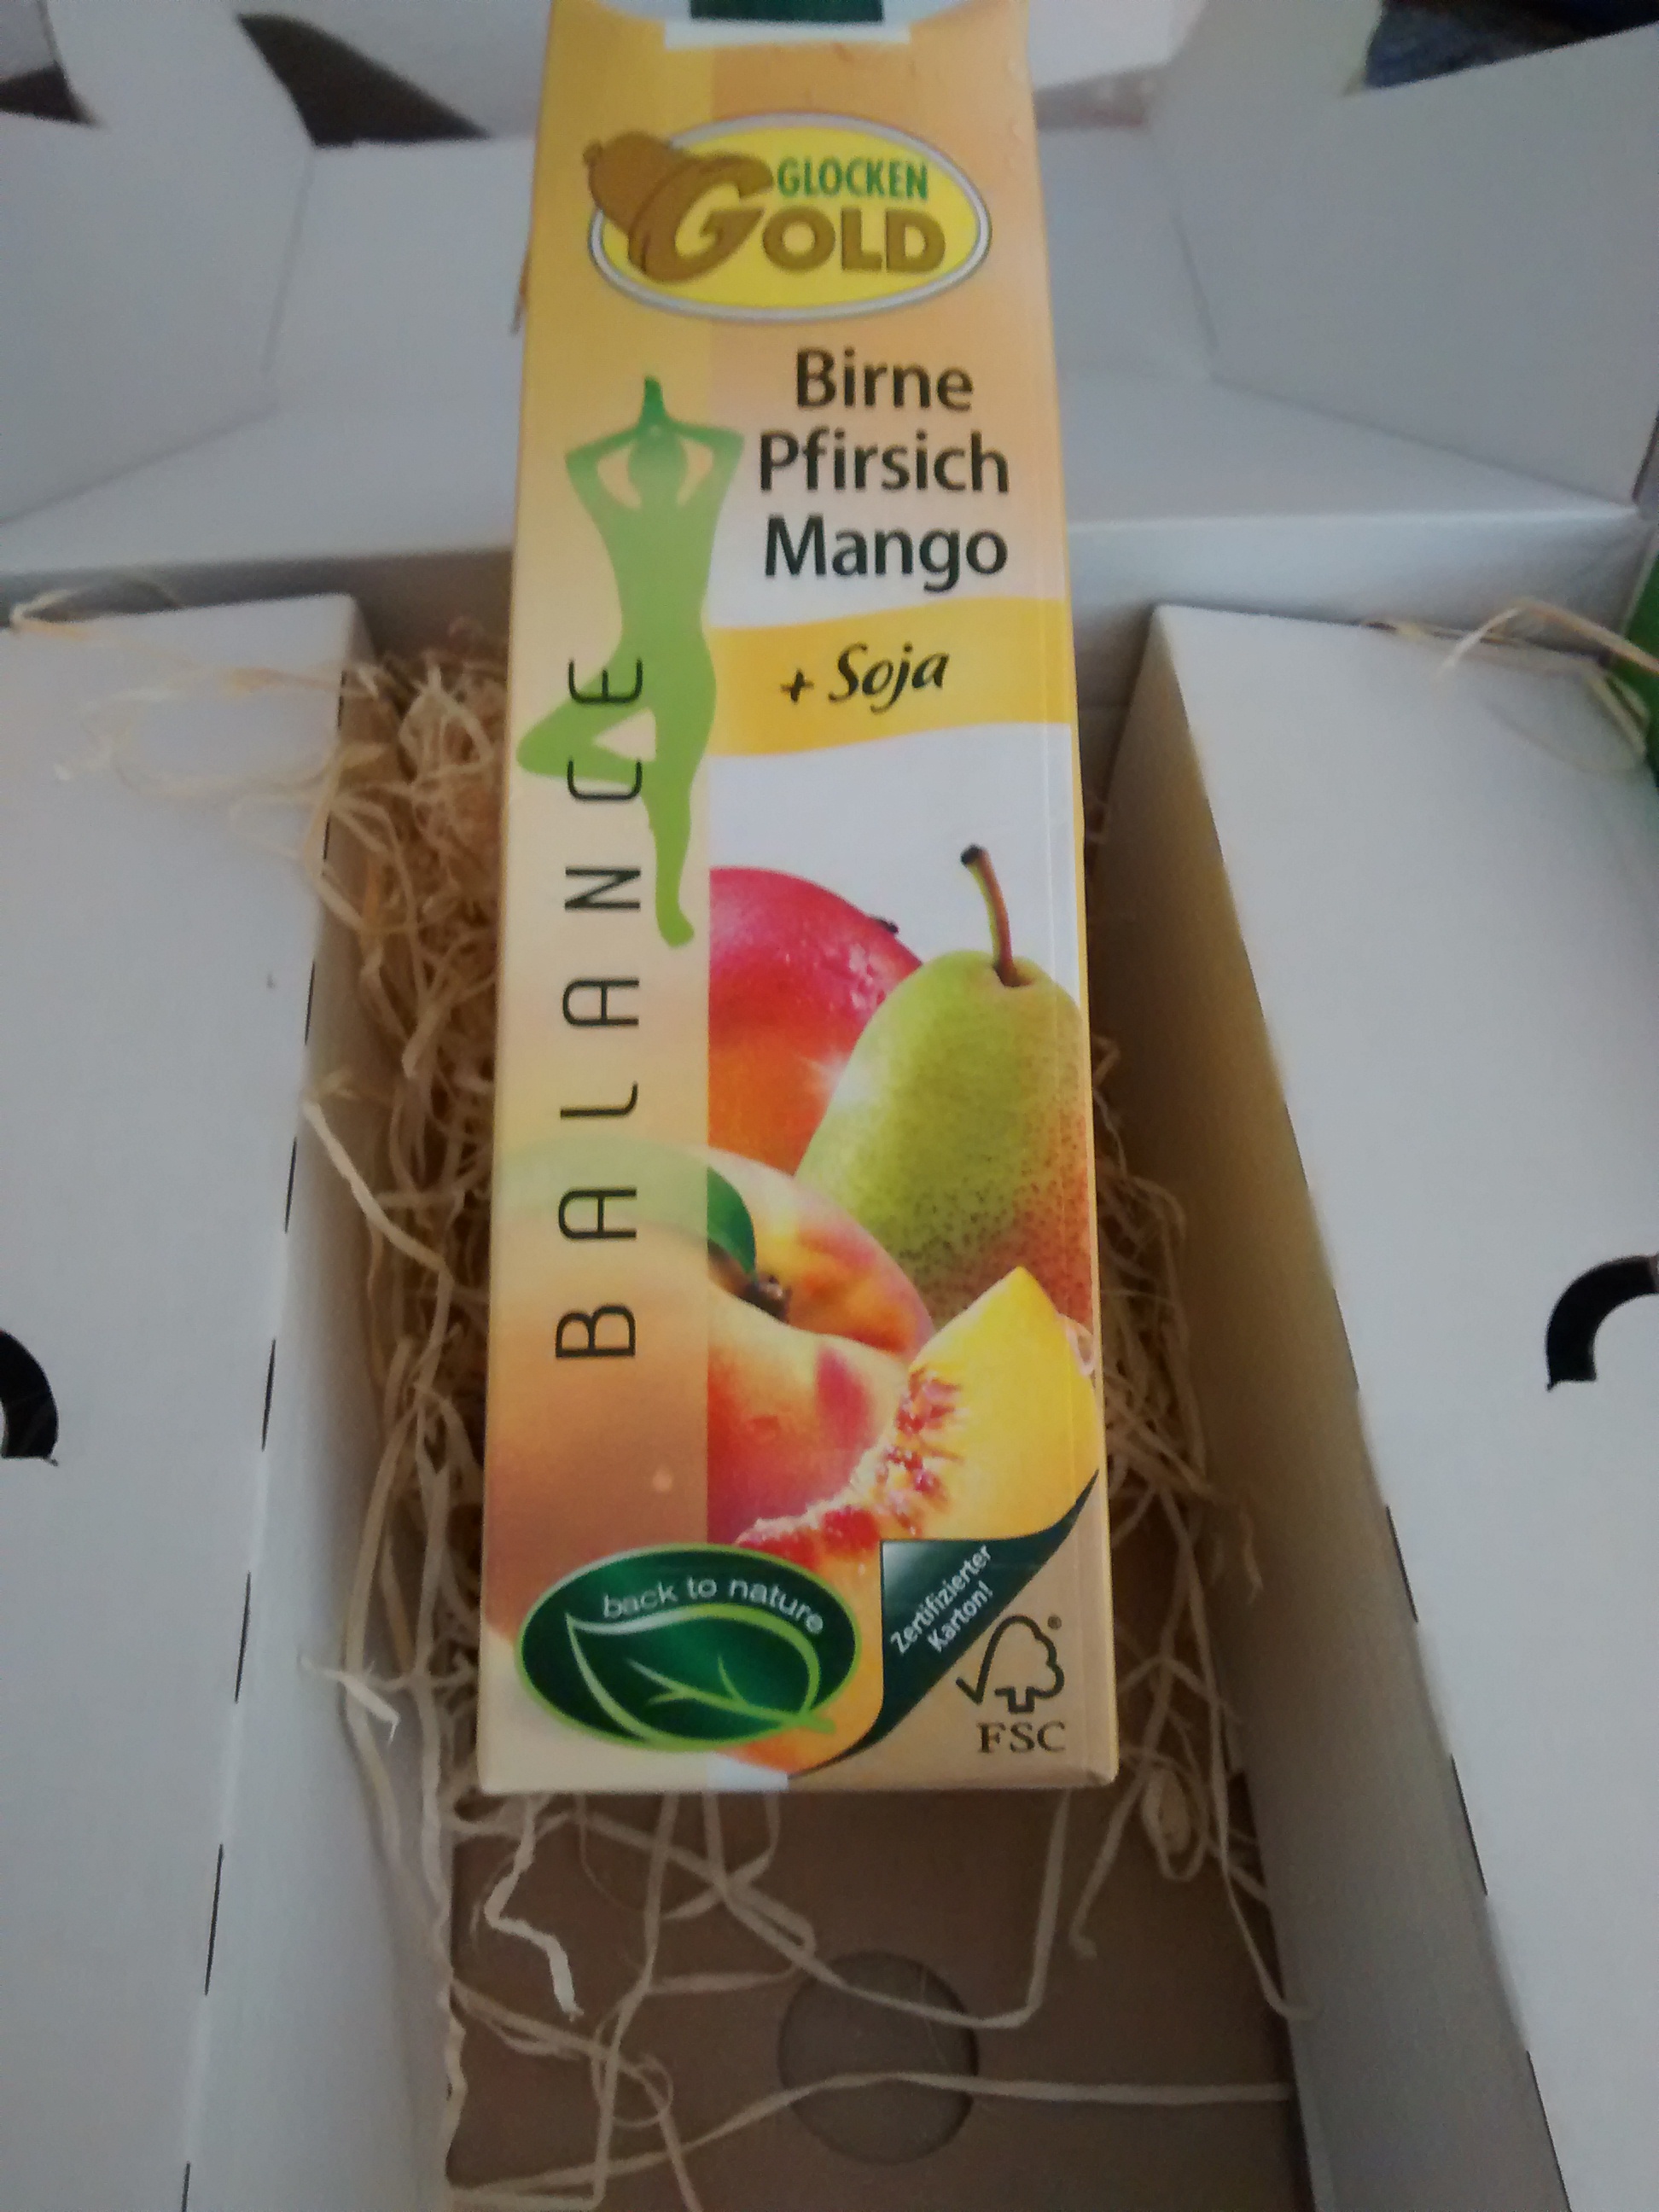 GLOCKEN
GOLD
Birne
Pfirsich
Mango
+ Soja
BALANCE
back to nature
Zertifizierter
Karton!
®
FSC